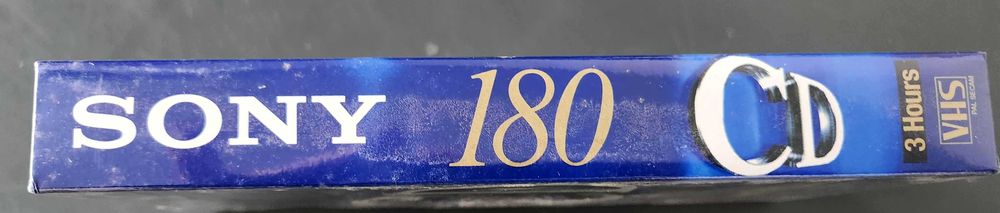 SONY
180
CD
3 Hours
VHS
PAL SECAM